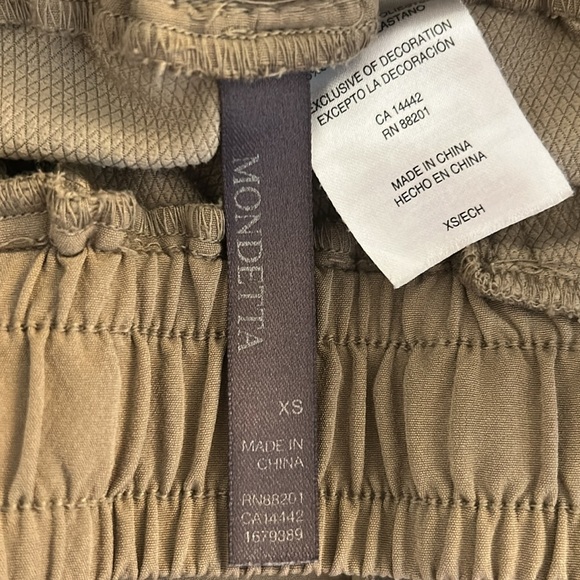 MONDETTA
XS
MADE IN
CHINA
RN88201
CA14442
1679389
EXCLUSIVE OF DECORATION
EXCEPTO LA DECORACIÓN
CA 14442
RN 88201
MADE IN CHINA
HECHO EN CHINA
XS/ECH